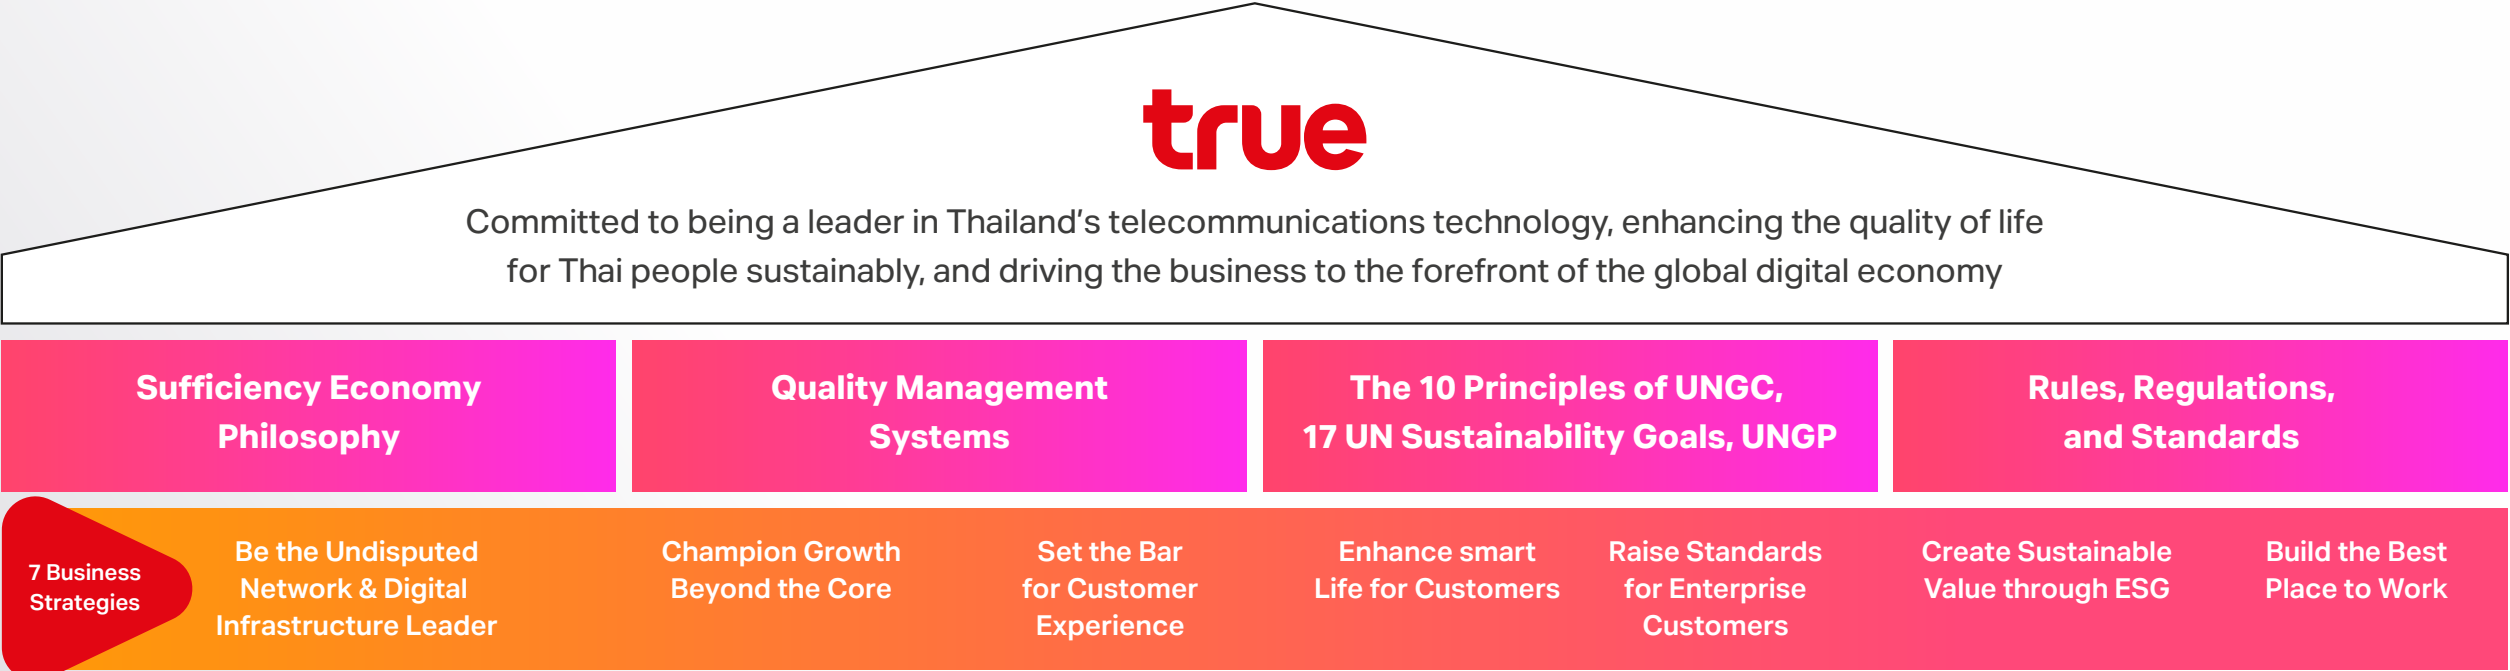 true
Committed to being a leader in Thailand's telecommunications technology, enhancing the quality of life
for Thai people sustainably, and driving the business to the forefront of the global digital economy
Sufficiency Economy
Philosophy
Quality Management
Systems
The 10 Principles of UNGC,
17 UN Sustainability Goals, UNGP
Rules, Regulations,
and Standards
7 Business
Strategies
Be the Undisputed
Network & Digital
Infrastructure Leader
Champion Growth
Beyond the Core
Set the Bar
for Customer
Experience
Enhance smart
Life for Customers
Raise Standards
for Enterprise
Customers
Create Sustainable
Value through ESG
Build the Best
Place to Work